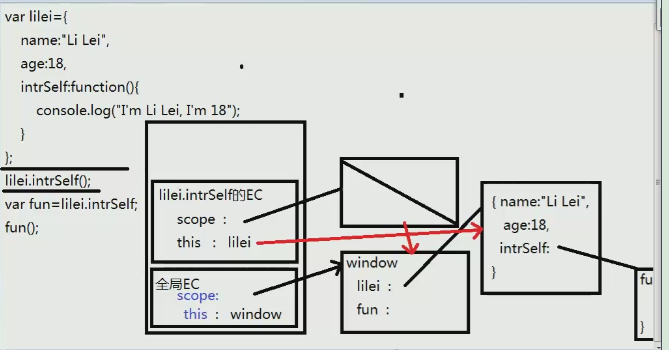 var lilei={
name:"Li Lei",
age:18,
intrSelf:function(){
console.log("I'm Li Lei, I'm 18");
}
};
lilei.intrSelf();
var fun=lilei.intrSelf;
fun();
lilei.intrSelf的EC
scope :
this : lilei
全局EC
scope:
this : window
window
lilei :
fun :
{ name:"Li Lei",
age:18,
intrSelf:
}
fu
}